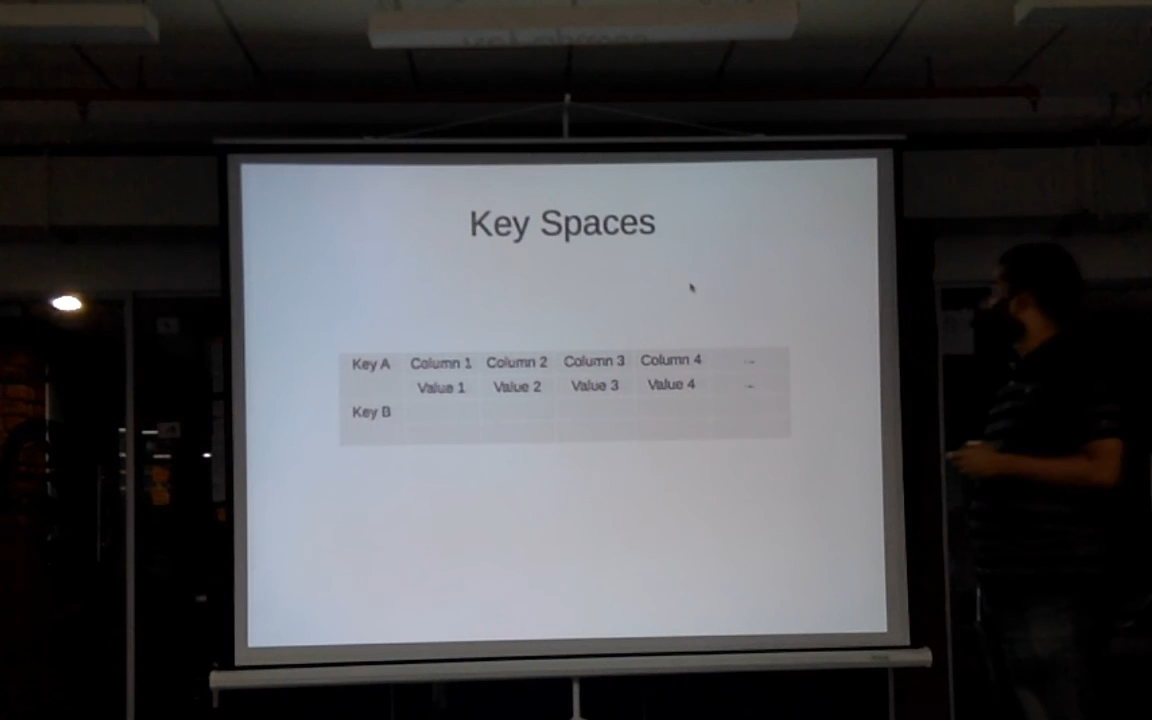 Key Spaces
Key A Column 1 Column 2 Column 3 Column 4 ...
Value 1 Value 2 Value 3 Value 4 ...
Key B